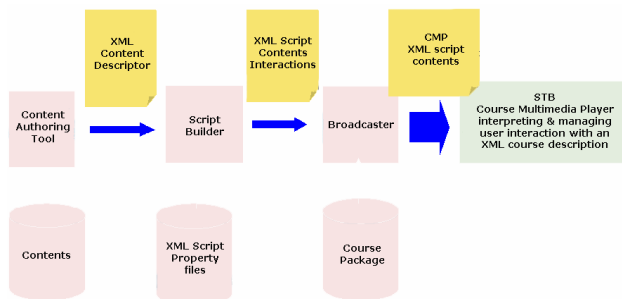 XML
Content
Descriptor
XML Script
Contents
Interactions
CMP
XML script
contents
Content
Authoring
Tool
Script
Builder
Broadcaster
STB
Course Multimedia Player
interpreting & managing
user interaction with an
XML course description
Contents
XML Script
Property
files
Course
Package